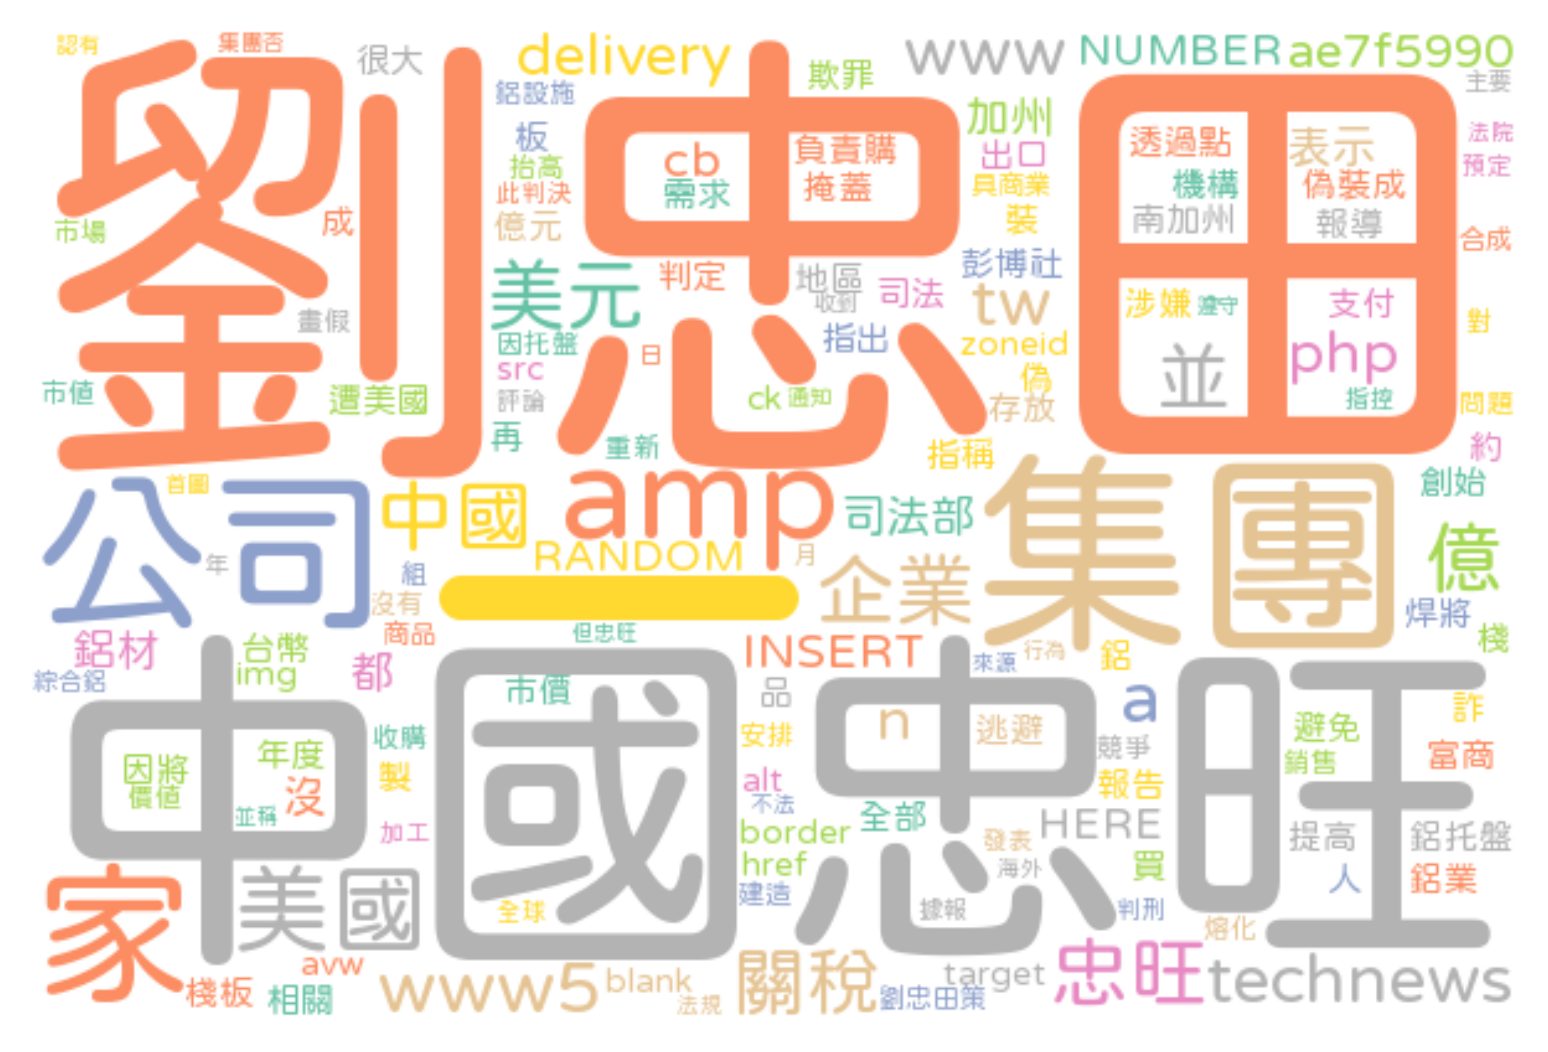 認有
集團否
很大
delivery
欺罪
www
NUMBER
ae7f5990
主要
劉忠田
鋁設施
板
抬高
此判決
億元
cb
需求
負責購
掩蓋
加州
出口
具商業
裝
透過點
表示
機構
偽裝成
南加州
報導
法院
預定
市場
成
美元
判定
地區
收到
司法
彭博社
tw
合成
涉嫌
遵守
支付
並
php
指控
對
畫假
因托盤
src
評論
日
指出
zoneid
偽
存放
市值
遭美國
再
重新
ck
通知
指稱
問題
約
首圖
公司
中國
amp
司法部
集團
創始
年
RANDOM
月
企業
億
組
沒有
焊將
商品
但忠旺
棧
鋁材
台幣
img
都
INSERT
來源
行為
鋁
綜合鋁
中國忠旺
市價
品
n
逃避
a
詐
因將
價值
年度
沒
並稱
收購
製
加工
安排
alt
不法
競爭
報告
避免
銷售
富商
border
href
全部
HERE
提高
鋁托盤
發表
海外
買
人
鋁業
家
美國
全球
建造
據報
判刑
熔化
棧板
avw
相關
www5
blank
法規
關稅
劉忠田策
target
忠旺
technews